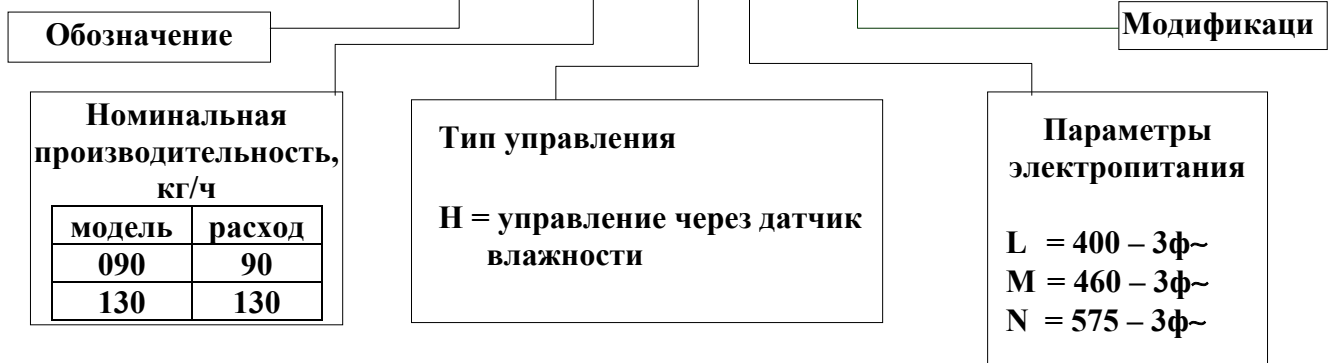 Обозначение
Модификаци
Номинальная
производительность,
кг/ч
модель расход
090 90
130 130
Тип управления
H = управление через датчик
влажности
Параметры
электропитания
L = 400 – 3ф~
M = 460 – 3ф~
N = 575 – 3ф~